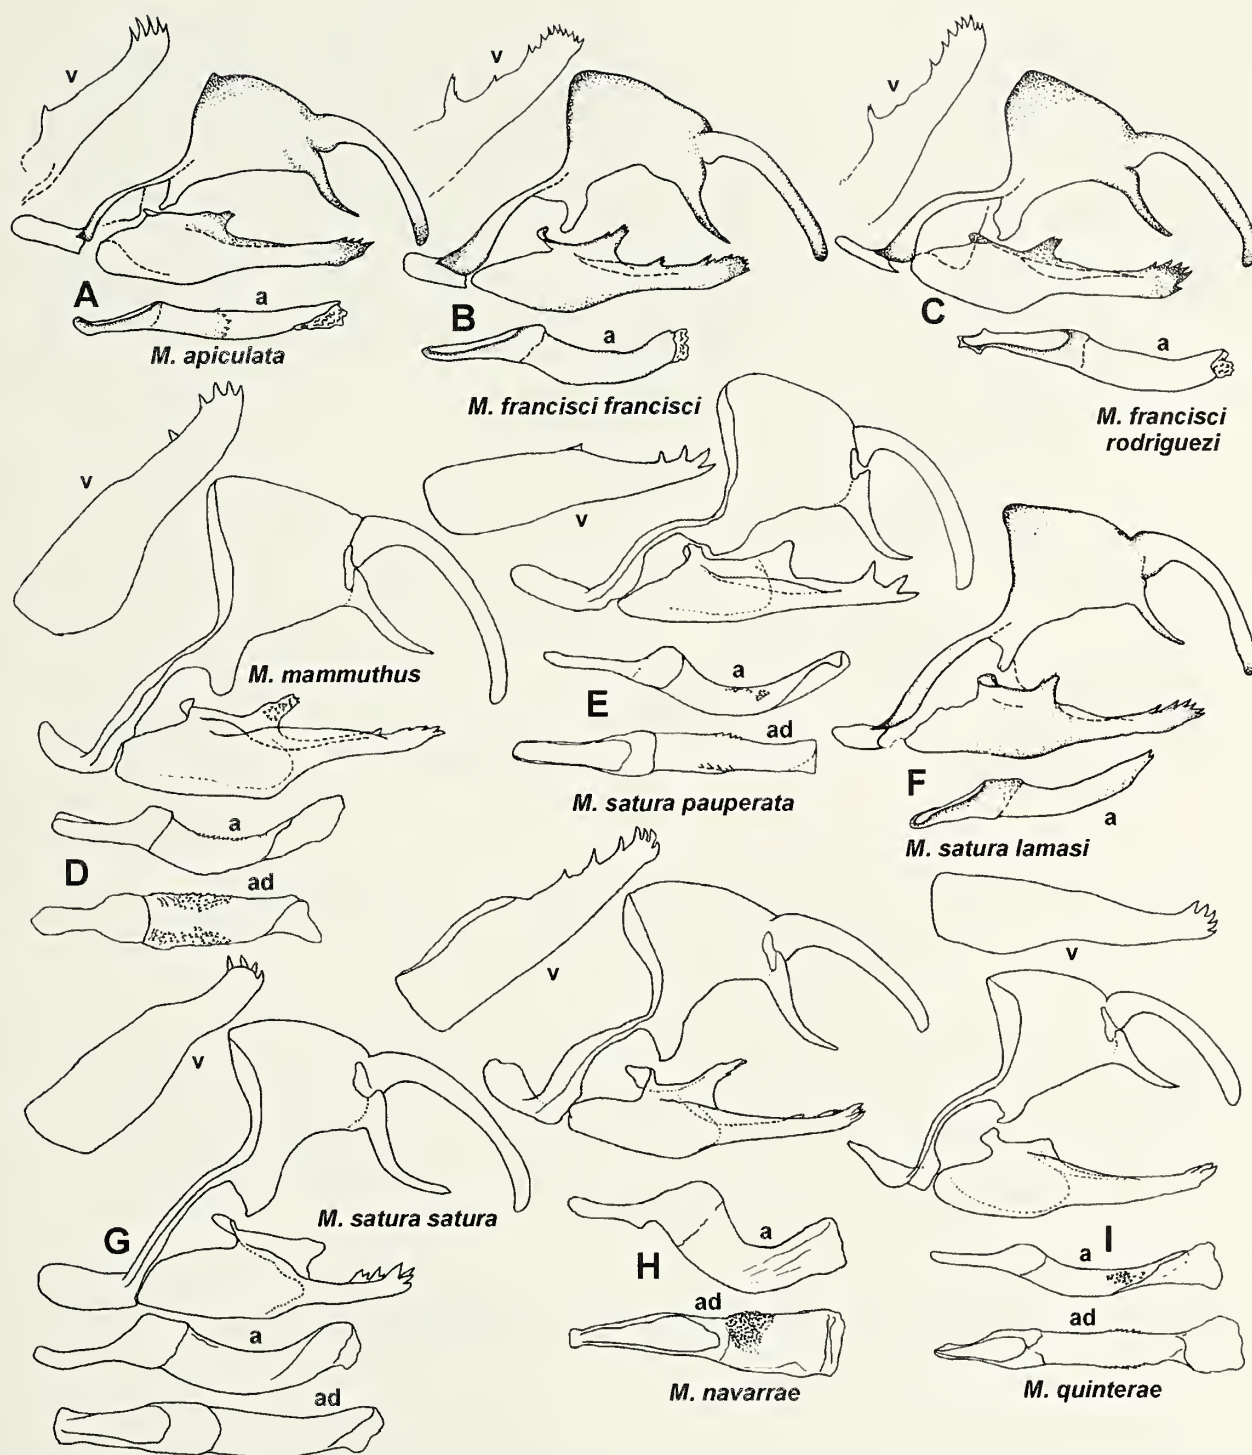 v
v
v
A
a
M. apiculata
B
a
M. francisci francisci
C
a
M. francisci
rodriguezi
v
M. mammuthus
D
a
ad
v
E
a
ad
M. satura pauperata
F
a
M. satura lamasi
v
M. satura satura
G
a
ad
v
H
a
ad
M. navarrae
v
I
a
ad
M. quinterae